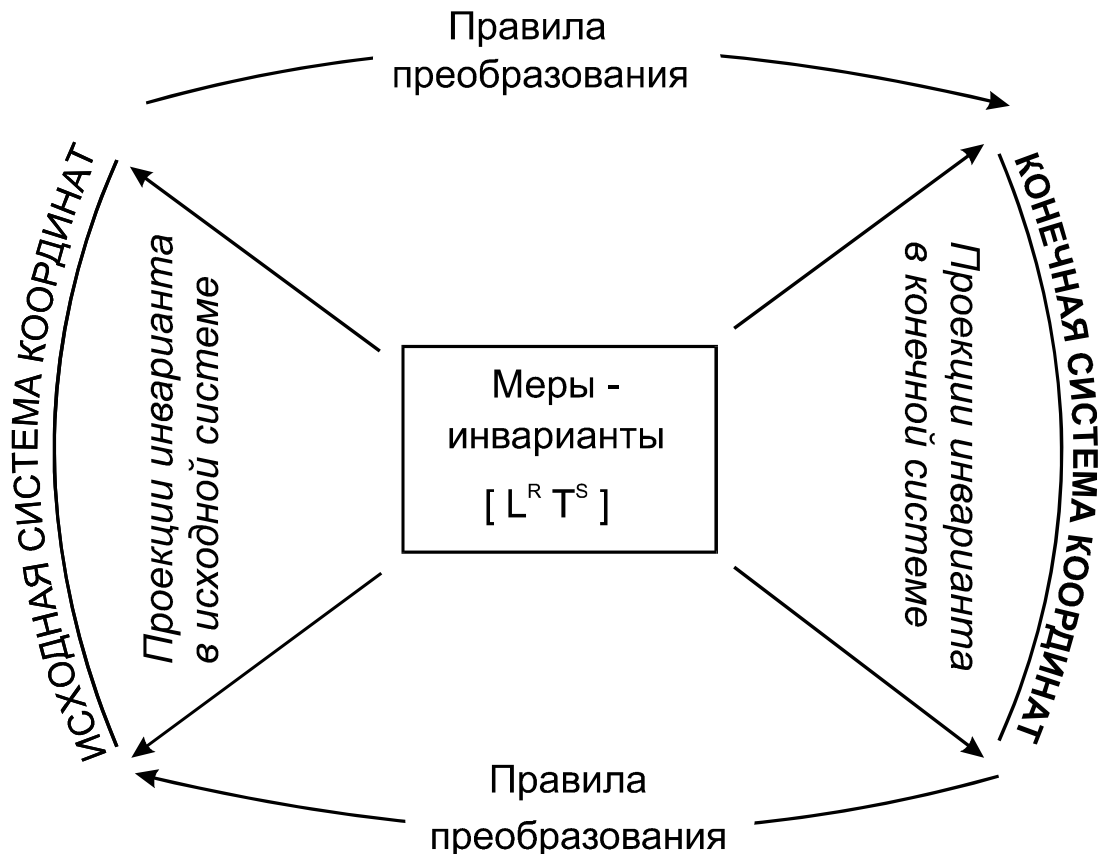 Правила
преобразования
ИСХОДНАЯ СИСТЕМА КООРДИНАТ
Проекции инварианта
в исходной системе
Меры -
инварианты
[ L^R T^S ]
Проекции инварианта
в конечной системе
КОНЕЧНАЯ СИСТЕМА КООРДИНАТ
Правила
преобразования